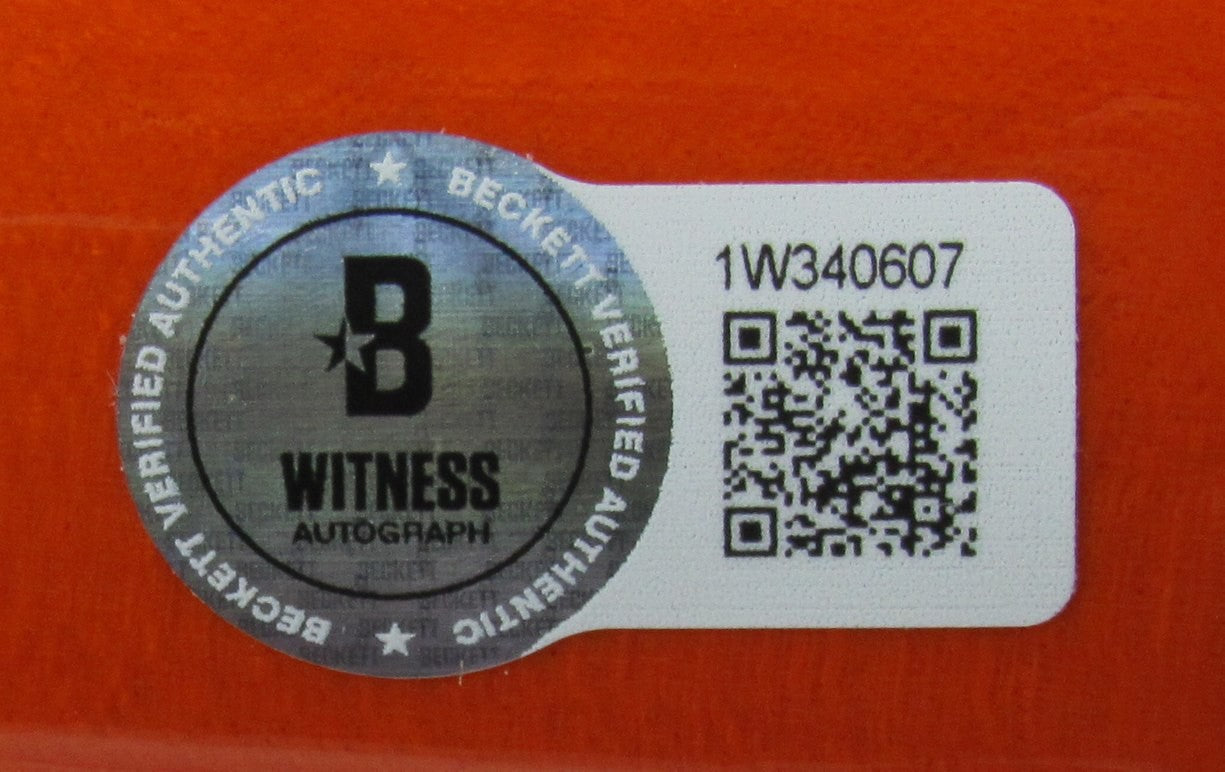 BECKETT VERIFIED AUTHENTIC
BECKETT VERIFIED AUTHENTIC
B
WITNESS
AUTOGRAPH
1W340607